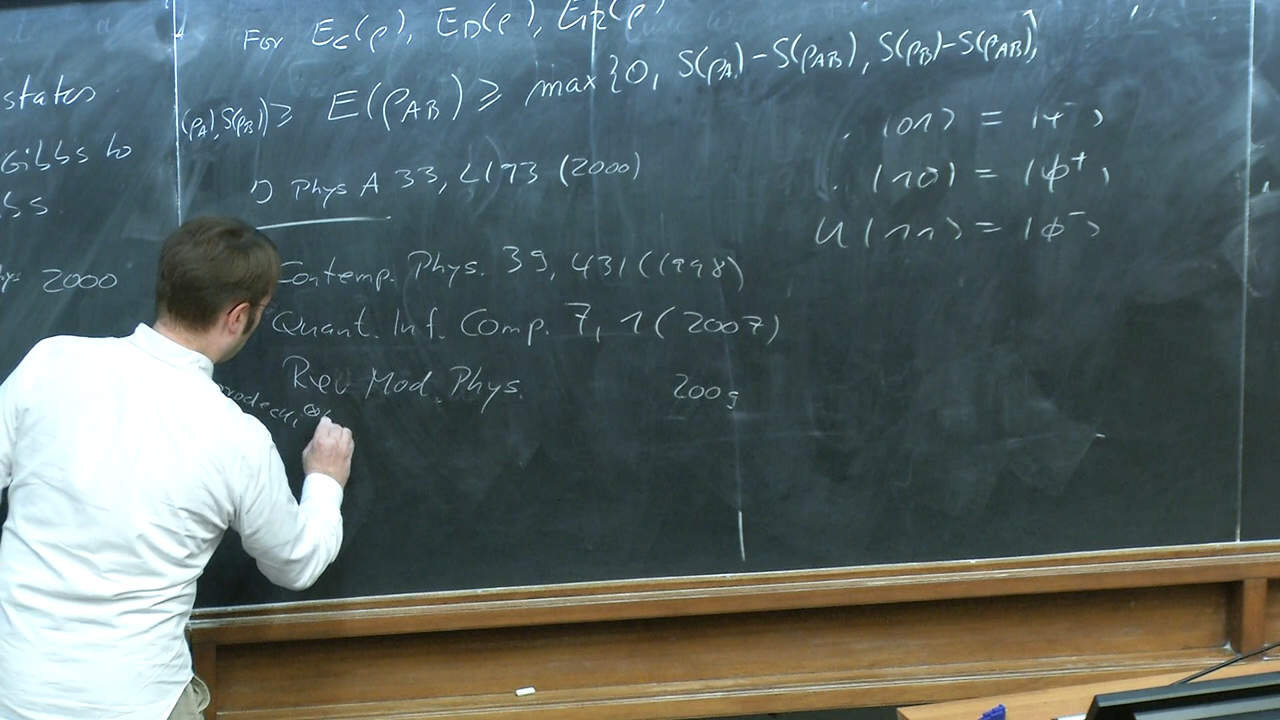 states
Gibbs to
ss.
2000
For E_C(ρ), E_D(ρ), E_R(ρ)
(ρ_A), S(ρ_B)) ≥ E(ρ_AB) ≥ max {0, S(ρ_A) - S(ρ_AB), S(ρ_B) - S(ρ_AB)}
Phys A 33, L193 (2000)
Contemp. Phys. 39, 431 (1998)
Quant. Inf. Comp. 7, 1 (2007)
Rev Mod. Phys. 2009
|01⟩ = |ψ^-⟩
|10⟩ = |ϕ^+⟩
U |11⟩ = |ϕ^-⟩